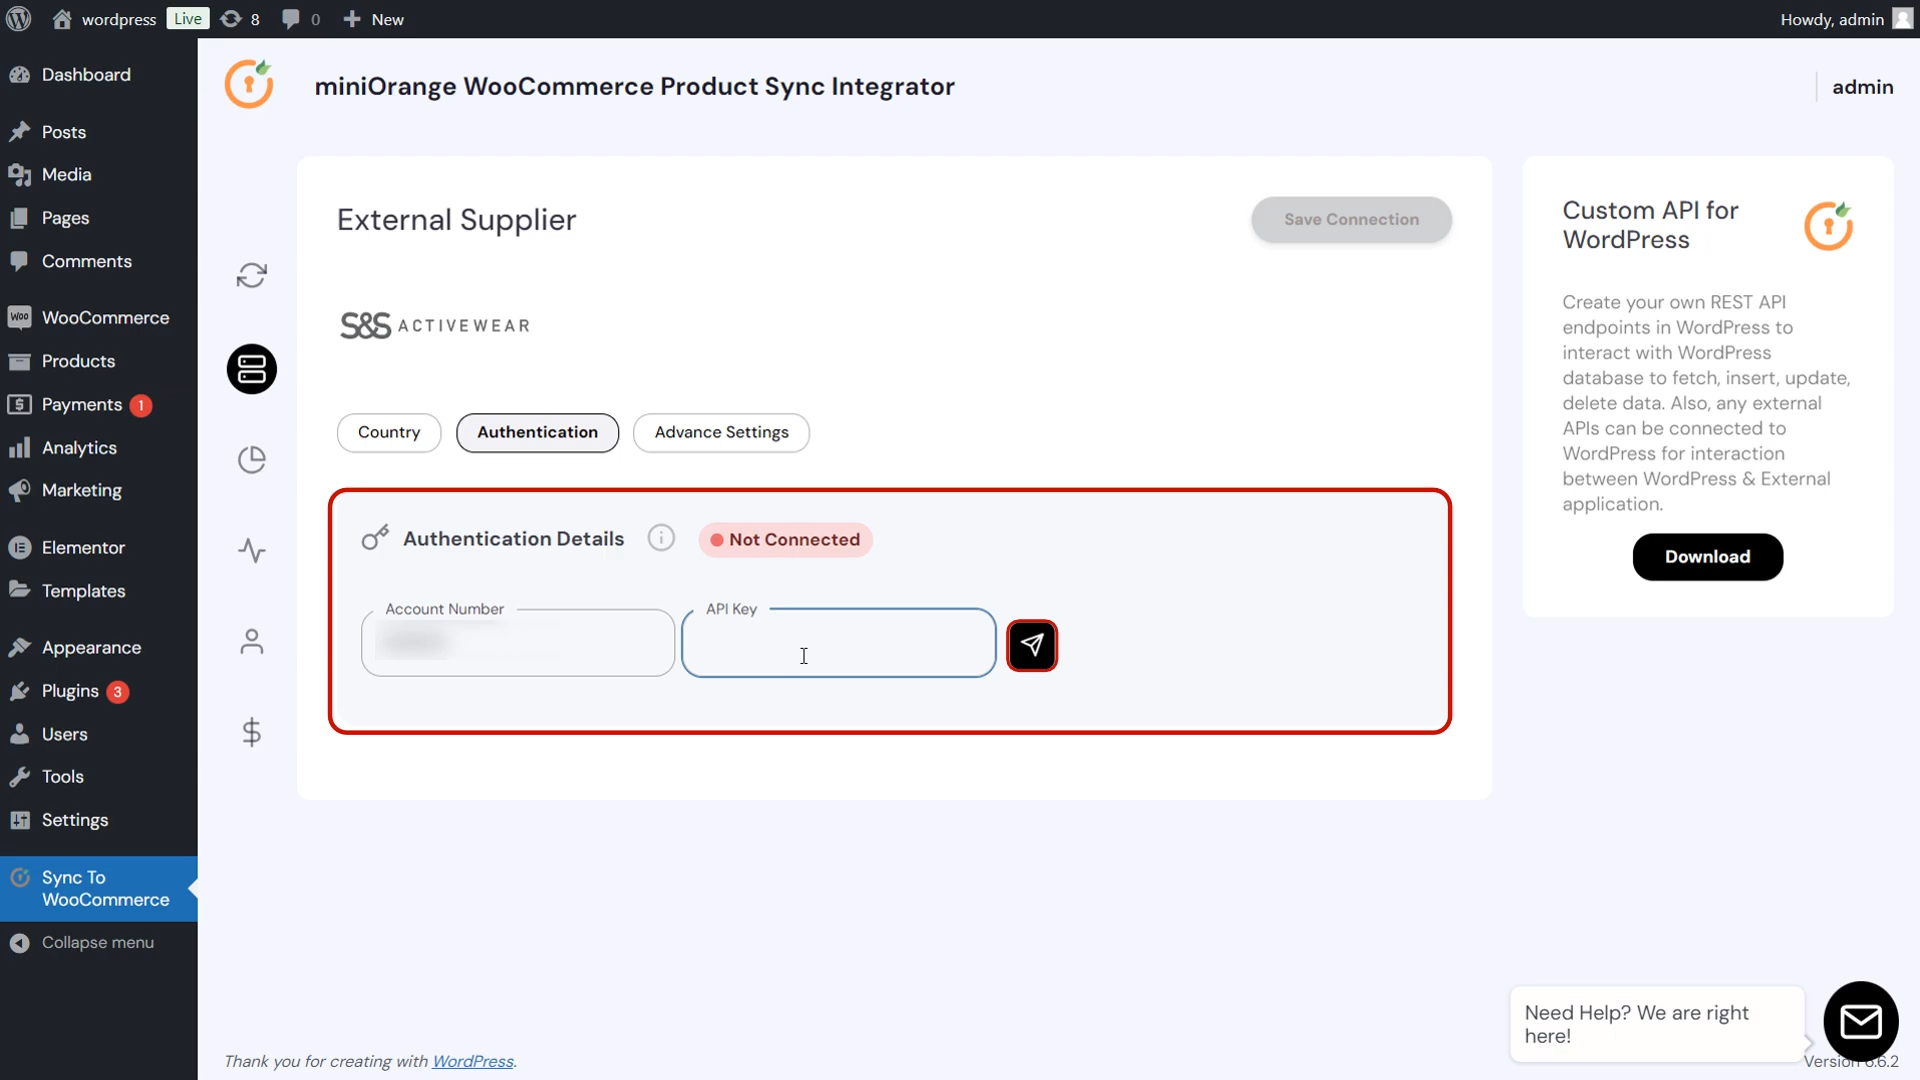 wordpress Live 8 0 New
Howdy, admin
Dashboard
Posts
Media
Pages
Comments
Woo WooCommerce
Products
Payments 1
Analytics
Marketing
Elementor
Templates
Appearance
Plugins 3
Users
Tools
Settings
Sync To
WooCommerce
Collapse menu
miniOrange WooCommerce Product Sync Integrator
admin
External Supplier
Save Connection
S&S ACTIVEWEAR
Country
Authentication
Advance Settings
Authentication Details
Not Connected
Account Number
API Key
Custom API for
WordPress
Create your own REST API
endpoints in WordPress to
interact with WordPress
database to fetch, insert, update,
delete data. Also, any external
APIs can be connected to
WordPress for interaction
between WordPress & External
application.
Download
Need Help? We are right
here!
Thank you for creating with WordPress.
Version 6.6.2